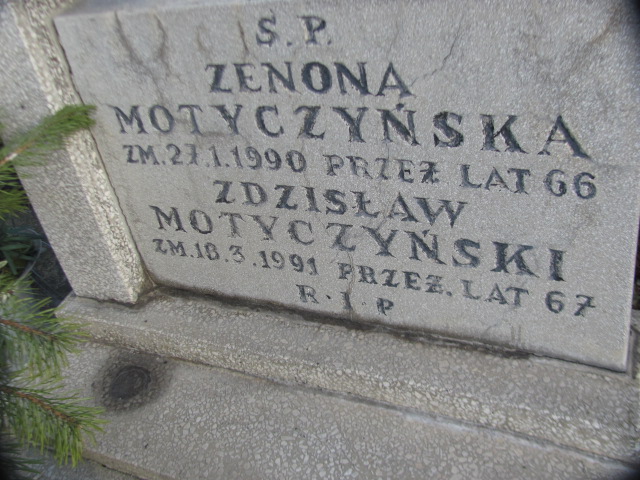 Ś.P.
ZENONA
MOTYCZYŃSKA
ZM.27.1.1990 PRZEŻ LAT 66
ZDZISŁAW
MOTYCZYŃSKI
ZM.18.3.1991 PRZEŻ.LAT 67
R.I.P